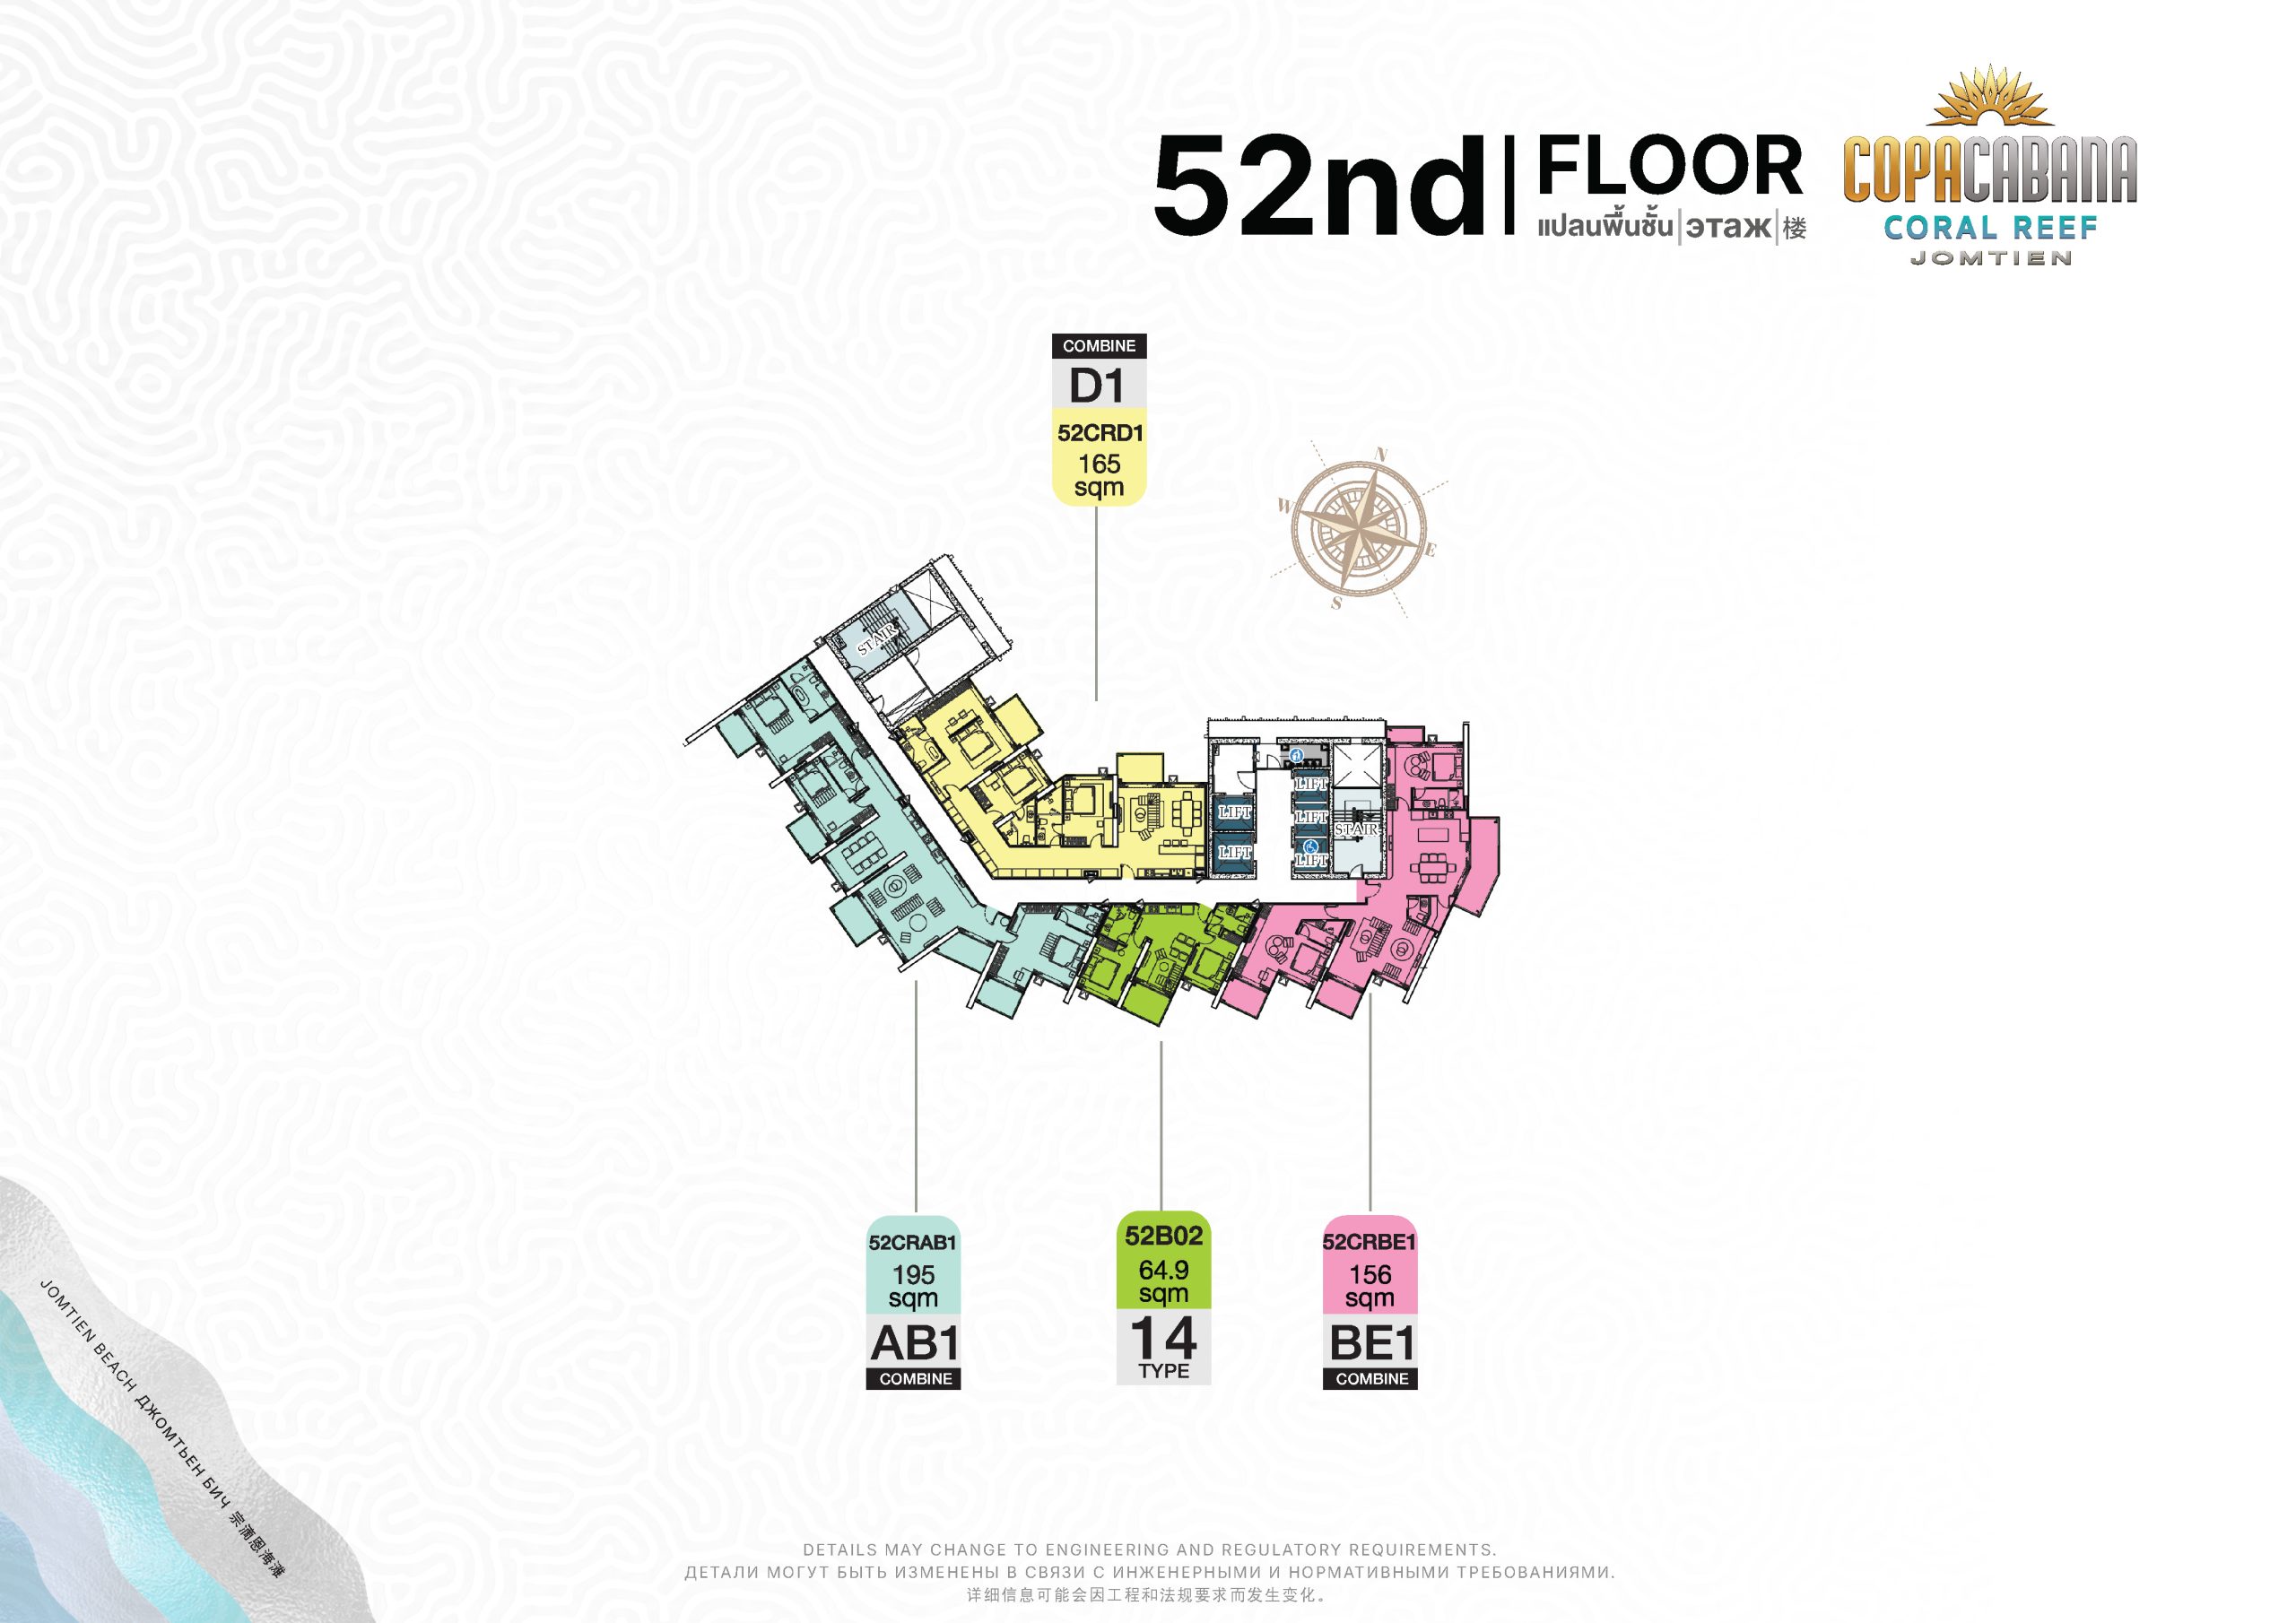 52nd
FLOOR
แปลนพื้นชั้น|этаж|楼
COPACABANA
CORAL REEF
JOMTIEN
COMBINE
D1
52CRD1
165
sqm
N
W
E
S
STAIR
LIFT
LIFT
LIFT
LIFT
LIFT
STAIR
52CRAB1
195
sqm
AB1
COMBINE
52B02
64.9
sqm
14
TYPE
52CRBE1
156
sqm
BE1
COMBINE
JOMTIEN BEACH ДЖОМТЬЕН БИЧ 宗滴恩海滩
DETAILS MAY CHANGE TO ENGINEERING AND REGULATORY REQUIREMENTS.
ДЕТАЛИ МОГУТ БЫТЬ ИЗМЕНЕНЫ В СВЯЗИ С ИНЖЕНЕРНЫМИ И НОРМАТИВНЫМИ ТРЕБОВАНИЯМИ.
详细信息可能会因工程和法规要求而发生变化。